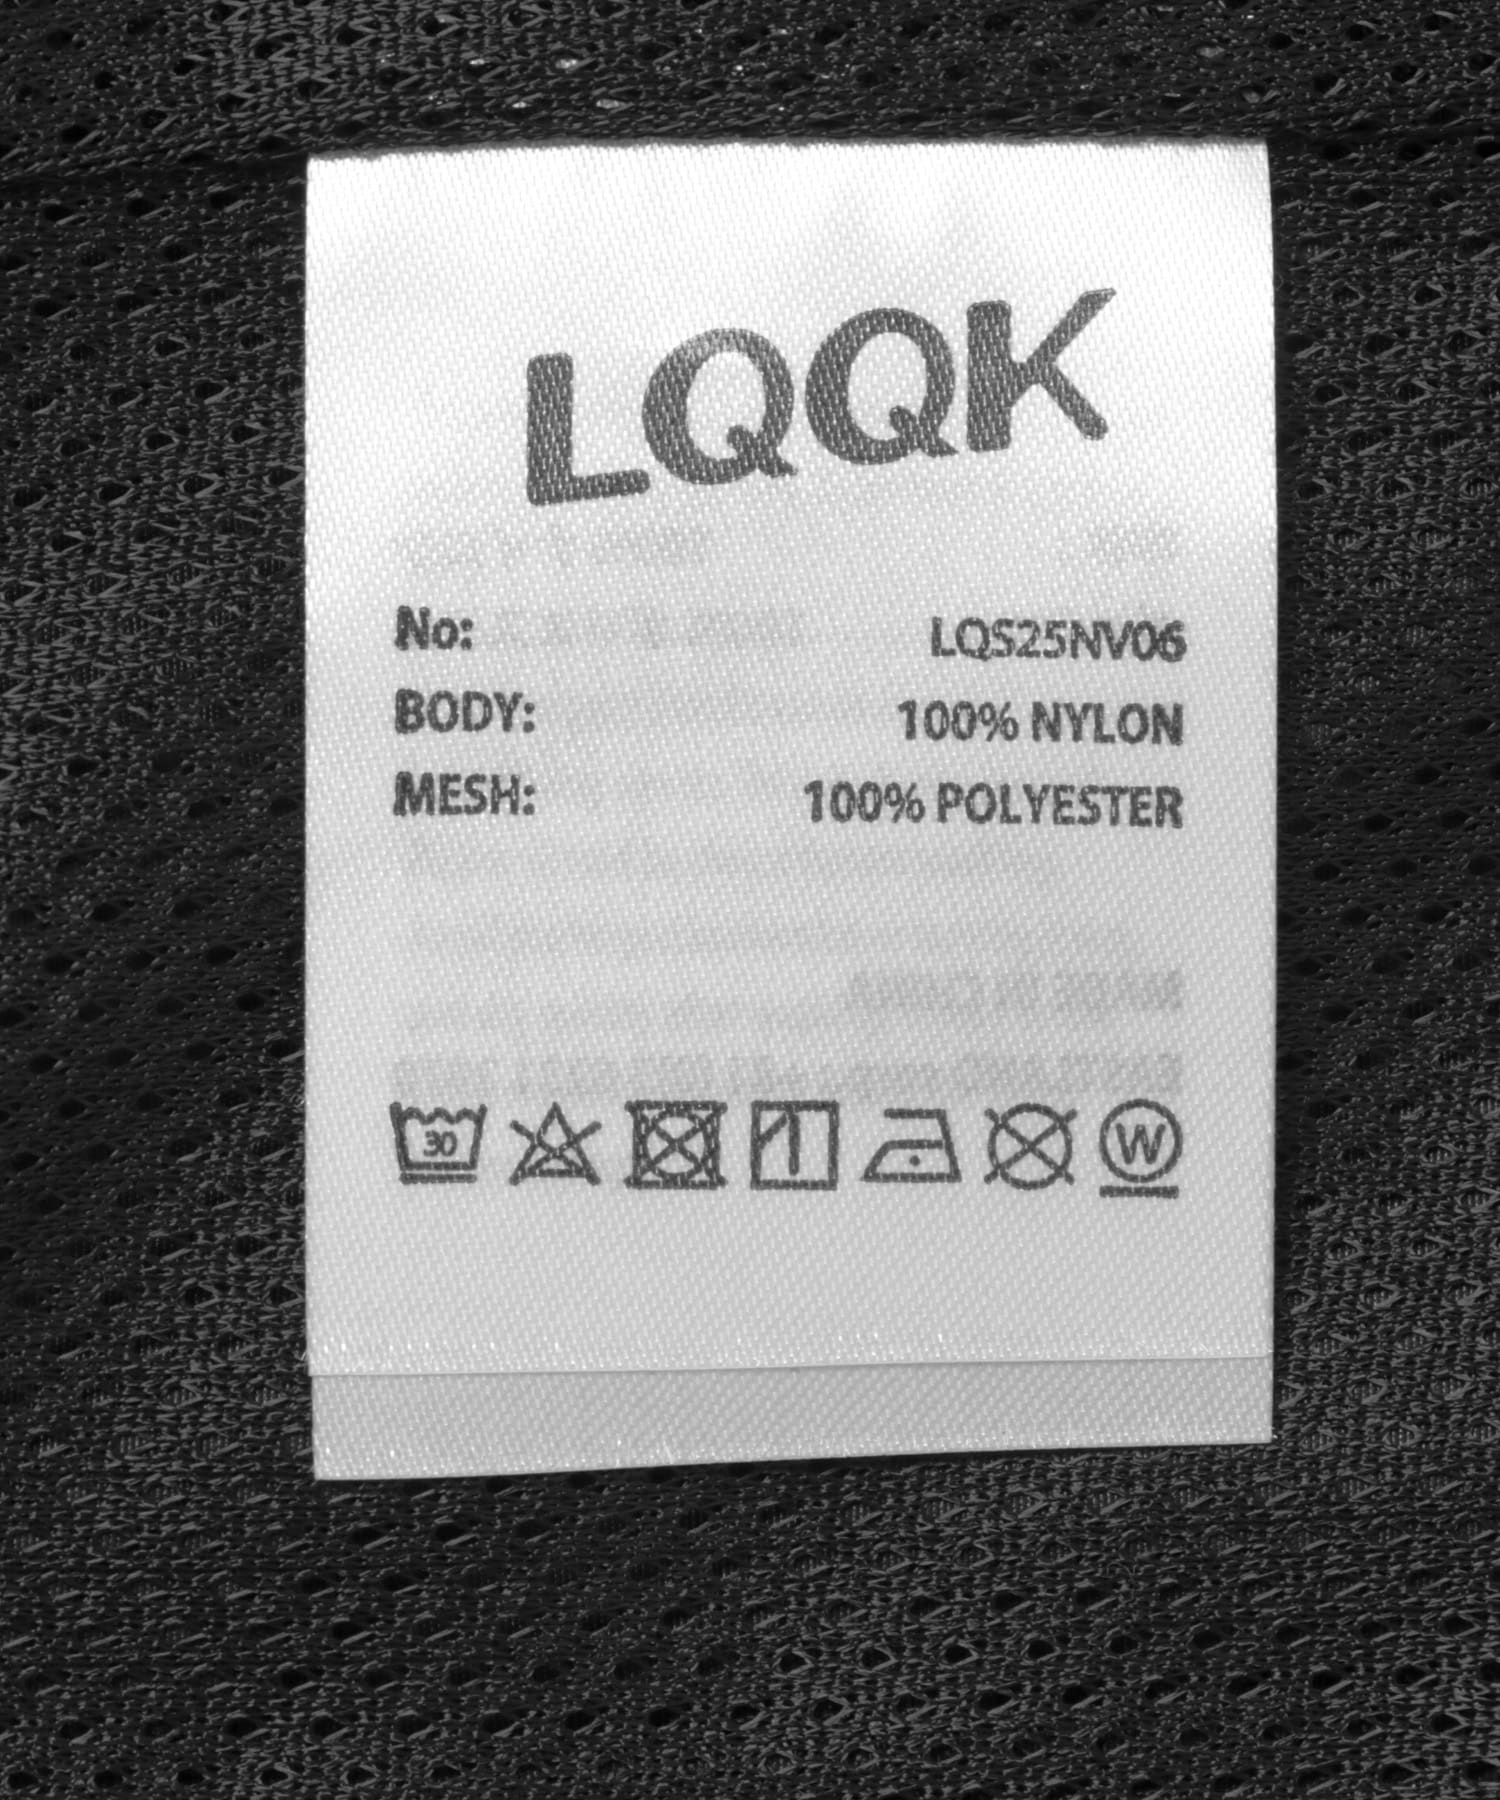 LQQK
No: LQS25NV06
BODY: 100% NYLON
MESH: 100% POLYESTER
30
W